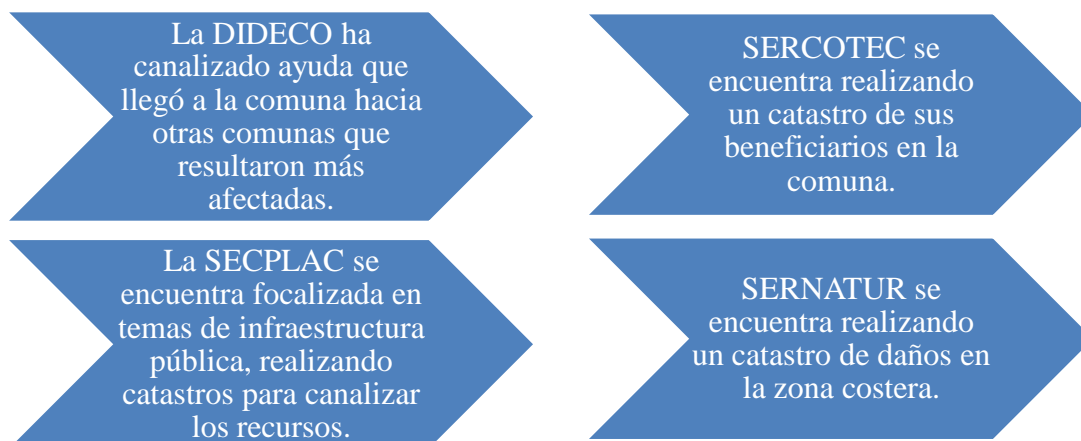 La DIDECO ha
canalizado ayuda que
llegó a la comuna hacia
otras comunas que
resultaron más
afectadas.
SERCOTEC se
encuentra realizando
un catastro de sus
beneficiarios en la
comuna.
La SECPLAC se
encuentra focalizada en
temas de infraestructura
pública, realizando
catastros para canalizar
los recursos.
SERNATUR se
encuentra realizando
un catastro de daños en
la zona costera.